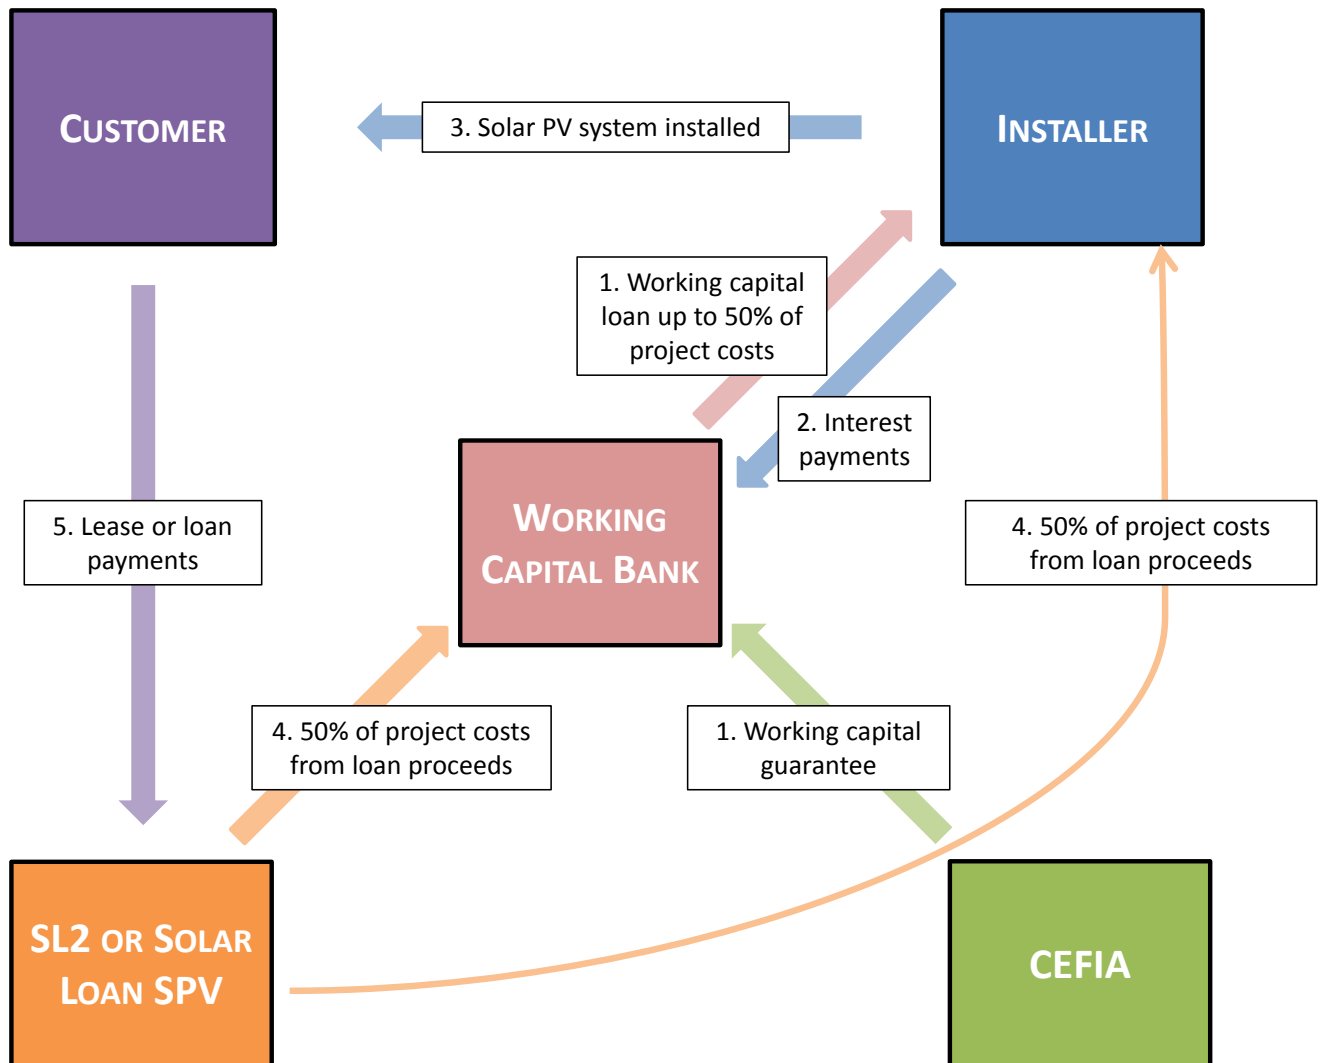 CUSTOMER
3. Solar PV system installed
INSTALLER
1. Working capital
loan up to 50% of
project costs
2. Interest
payments
WORKING
CAPITAL BANK
5. Lease or loan
payments
4. 50% of project costs
from loan proceeds
4. 50% of project costs
from loan proceeds
1. Working capital
guarantee
SL2 OR SOLAR
LOAN SPV
CEFIA